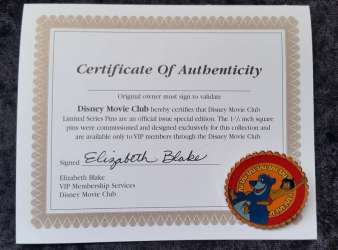 Certificate Of Authenticity
Original owner must sign to validate
Disney Movie Club hereby certifies that Disney Movie Club
Limited Series Pins are an official issue special edition. The 1-½ inch square
pins were commissioned and designed exclusively for this collection and
are available only to VIP members through the Disney Movie Club.
Signed Elizabeth Blake
Elizabeth Blake
VIP Membership Services
Disney Movie Club